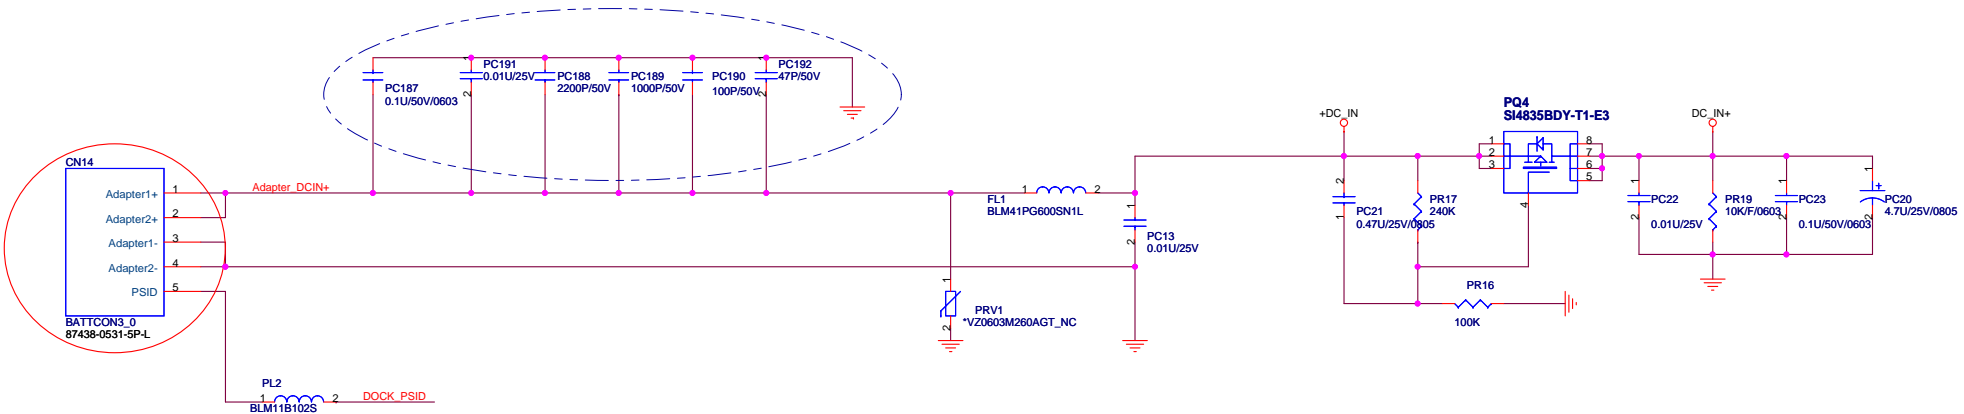 PC187
0.1U/50V/0603
1
PC191
0.01U/25V
2
PC188
2200P/50V
PC189
1000P/50V
PC190
100P/50V
1
PC192
47P/50V
2
CN14
Adapter1+
1
Adapter2+
2
Adapter1-
3
Adapter2-
4
PSID
5
BATTCON3_0
87438-0531-5P-L
Adapter_DCIN+
PL2
1
2
BLM11B102S
DOCK_PSID
1
2
FL1
BLM41PG600SN1L
1
PC13
0.01U/25V
2
1
PRV1
*VZ0603M260AGT_NC
2
+DC_IN
2
PC21
0.47U/25V/0805
1
PR17
240K
PR16
100K
PQ4
SI4835BDY-T1-E3
1
2
3
8
7
6
5
4
DC_IN+
1
PC22
0.01U/25V
2
PR19
10K/F/0603
1
PC23
0.1U/50V/0603
2
1
+
PC20
4.7U/25V/0805
2